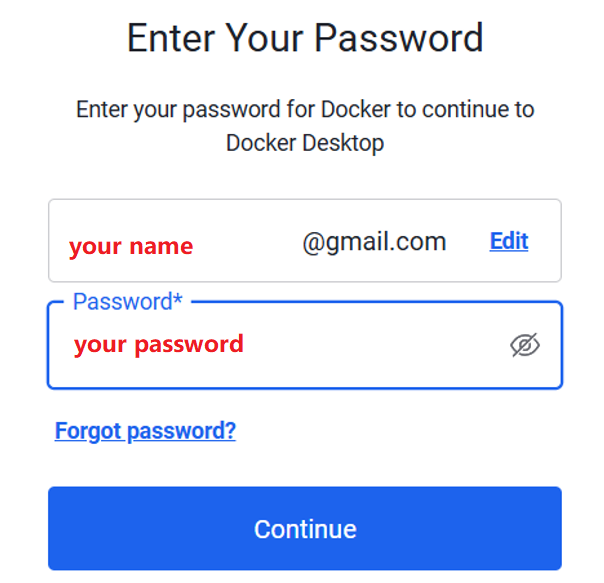 Enter Your Password
Enter your password for Docker to continue to
Docker Desktop
your name @gmail.com Edit
Password*
your password
Forgot password?
Continue